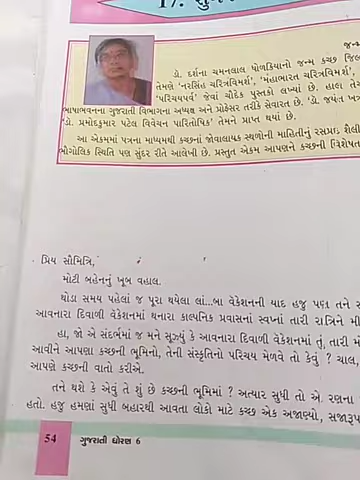 17.
ડૉ. દર્શના ચમનલાલ ધોળકિયાનો જન્મ કચ્છ
તેમણે 'નરસિંહ ચરિત્રવિમર્શ', 'મહાભારત ચરિત્રવિમર્શ',
'પરિચયપર્વ' જેવાં ચૌદેક પુસ્તકો લખ્યાં છે. હાલ
ભાષાભવનના ગુજરાતી વિભાગના અધ્યક્ષ અને પ્રોફેસર તરીકે સેવારત છે. 'ડૉ. જયંત
'ડૉ. પ્રમોદકુમાર પટેલ વિવેચન પારિતોષિક' તેમને પ્રાપ્ત થયાં છે.
આ એકમમાં પત્રના માધ્યમથી કચ્છનાં જોવાલાયક સ્થળોની માહિતીનું રસપ્રદ
ભૌગોલિક સ્થિતિ પણ સુંદર રીતે આલેખી છે. પ્રસ્તુત એકમ આપણને કચ્છની
પ્રિય સૌમિત્રિ,
મોટી બહેનનું ખૂબ વહાલ.
થોડા સમય પહેલાં જ પૂરા થયેલા લાં...બા વેકેશનની યાદ હજુ પણ તને
આવનારા દિવાળી વેકેશનમાં થનારા કાલ્પનિક પ્રવાસનાં સ્વપ્નાં તારી રાત્રિને
હા, જો એ સંદર્ભમાં જ મને સૂઝ્યું કે આવનારા દિવાળી વેકેશનમાં તું, તારી
આવીને આપણા કચ્છની ભૂમિનો, તેની સંસ્કૃતિનો પરિચય મેળવે તો કેવું ? ચાલ,
આપણે કચ્છની વાતો કરીએ.
તને થશે કે એવું તે શું છે કચ્છની ભૂમિમાં ? અત્યાર સુધી તો એ. રણના
હતો. હજુ હમણાં સુધી બહારથી આવતા લોકો માટે કચ્છ એક અજાણ્યો,
54 ગુજરાતી ધોરણ 6